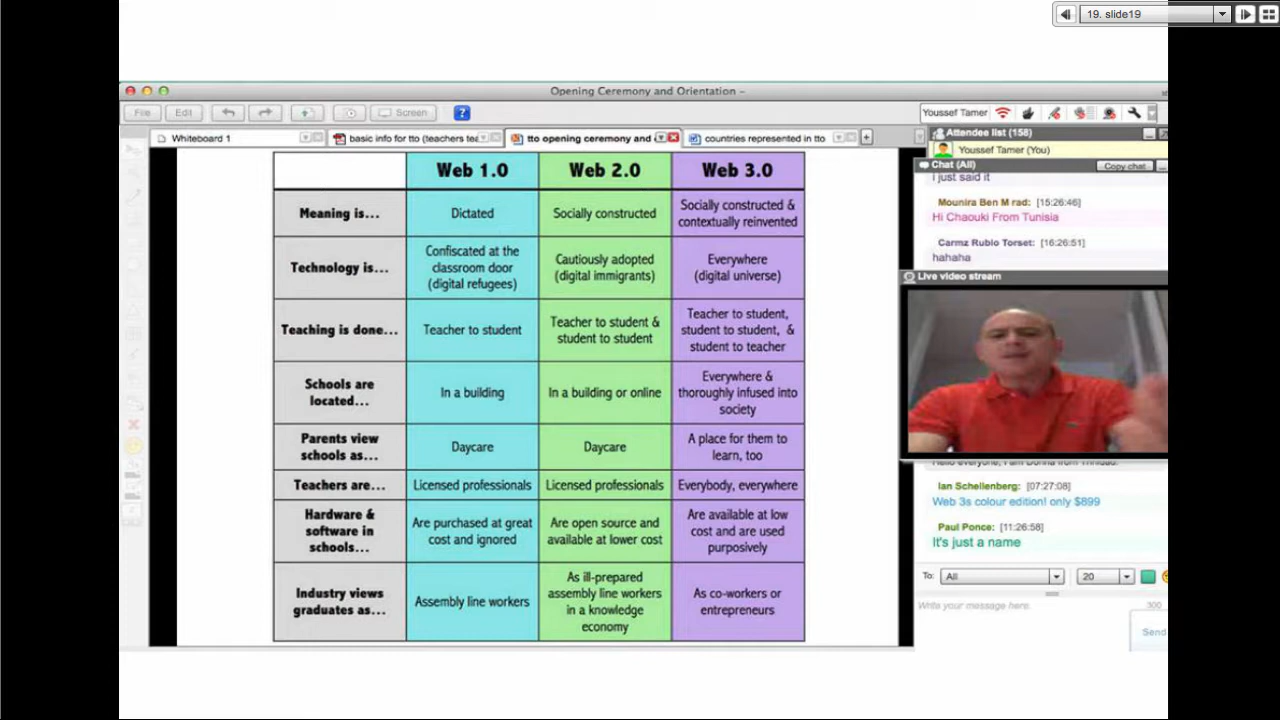 19. slide19
Opening Ceremony and Orientation –
File
Edit
Screen
Youssef Tamer
Whiteboard 1
basic info for tto (teachers tea
tto opening ceremony and
countries represented in tto
Attendee list (158)
Youssef Tamer (You)
Chat (All)
Copy chat
i just said it
Mounira Ben M rad: [15:26:46]
Hi Chaouki From Tunisia
Carmz Rubio Torset: [16:26:51]
hahaha
Live video stream
Hello everyone, I am Donna from Trinidad.
Ian Schellenberg: [07:27:08]
Web 3s colour edition! only $899
Paul Ponce: [11:26:58]
It's just a name
To:
All
20
Write your message here.
300
Send
Web 1.0
Web 2.0
Web 3.0
Meaning is...
Dictated
Socially constructed
Socially constructed &
contextually reinvented
Technology is...
Confiscated at the
classroom door
(digital refugees)
Cautiously adopted
(digital immigrants)
Everywhere
(digital universe)
Teaching is done...
Teacher to student
Teacher to student &
student to student
Teacher to student,
student to student, &
student to teacher
Schools are
located...
In a building
In a building or online
Everywhere &
thoroughly infused into
society
Parents view
schools as...
Daycare
Daycare
A place for them to
learn, too
Teachers are...
Licensed professionals
Licensed professionals
Everybody, everywhere
Hardware &
software in
schools...
Are purchased at great
cost and ignored
Are open source and
available at lower cost
Are available at low
cost and are used
purposively
Industry views
graduates as...
Assembly line workers
As ill-prepared
assembly line workers
in a knowledge
economy
As co-workers or
entrepreneurs